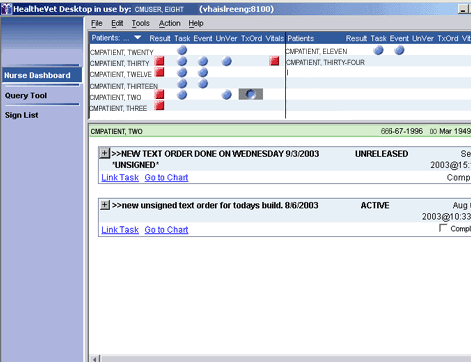 HealtheVet Desktop in use by: CMUSER, EIGHT (vhaislreeng:8100)
File Edit Tools Action Help
Patients: ... Result Task Event UnVer TxOrd Vitals Patients Result Task Event UnVer TxOrd Vita
CMPATIENT, TWENTY
CMPATIENT, THIRTY
CMPATIENT, TWELVE
CMPATIENT, THIRTEEN
CMPATIENT, TWO
CMPATIENT, THREE
CMPATIENT, ELEVEN
CMPATIENT, THIRTY-FOUR
Nurse Dashboard
Query Tool
Sign List
CMPATIENT, TWO 666-67-1996 00 Mar 1949
>>NEW TEXT ORDER DONE ON WEDNESDAY 9/3/2003 UNRELEASED Se
*UNSIGNED* 2003@15:
Link Task Go to Chart Comp
>>new unsigned text order for todays build. 8/6/2003 ACTIVE Aug
2003@10:33
Link Task Go to Chart Compl